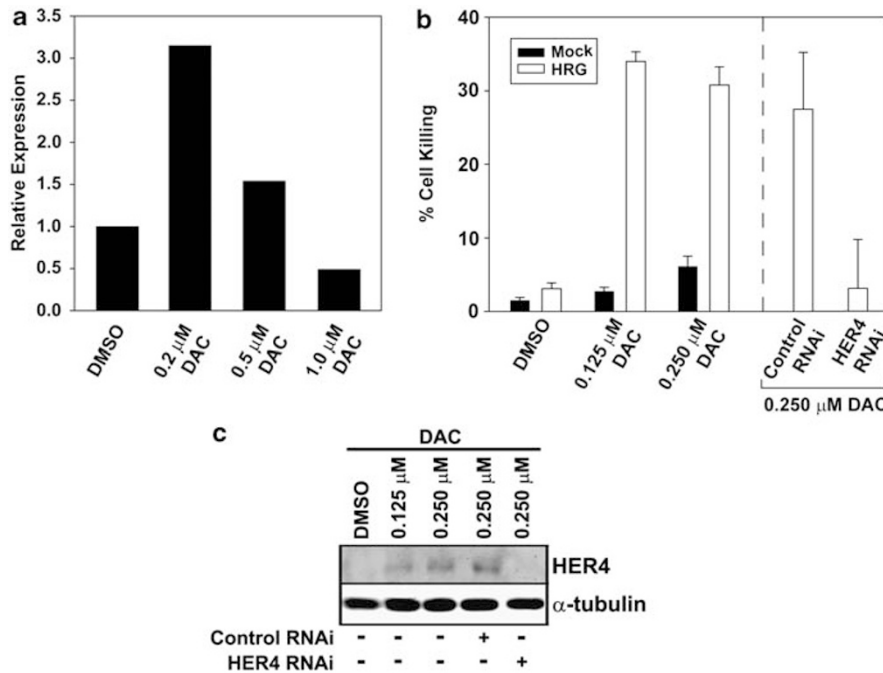 a
Relative Expression
3.5
3.0
2.5
2.0
1.5
1.0
0.5
0.0
DMSO
0.2 μM
DAC
0.5 μM
DAC
1.0 μM
DAC
b
% Cell Killing
40
30
20
10
0
Mock
HRG
DMSO
0.125 μM
DAC
0.250 μM
DAC
Control
RNAi
HER4
RNAi
0.250 μM DAC
c
DAC
DMSO
0.125 μM
0.250 μM
0.250 μM
0.250 μM
HER4
α-tubulin
Control RNAi - - - + -
HER4 RNAi - - - - +